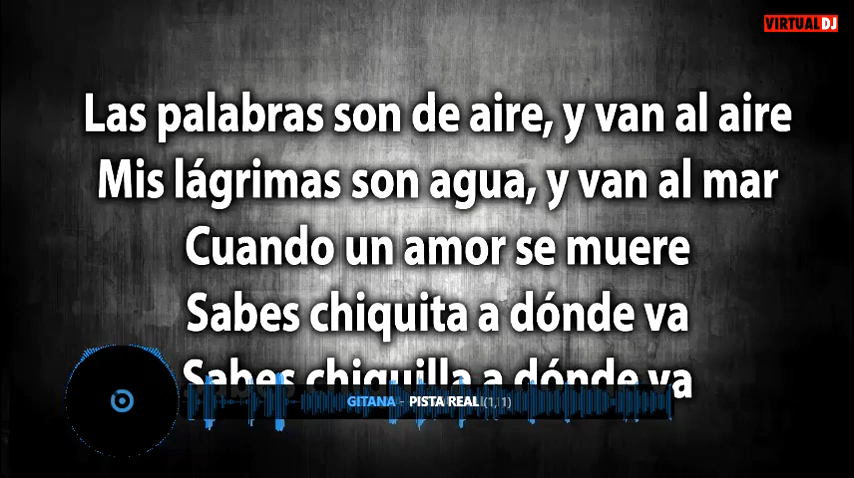 VIRTUALDJ
Las palabras son de aire, y van al aire
Mis lágrimas son agua, y van al mar
Cuando un amor se muere
Sabes chiquita a dónde va
Sabes chiquilla a dónde va
GITANA - PISTA REAL